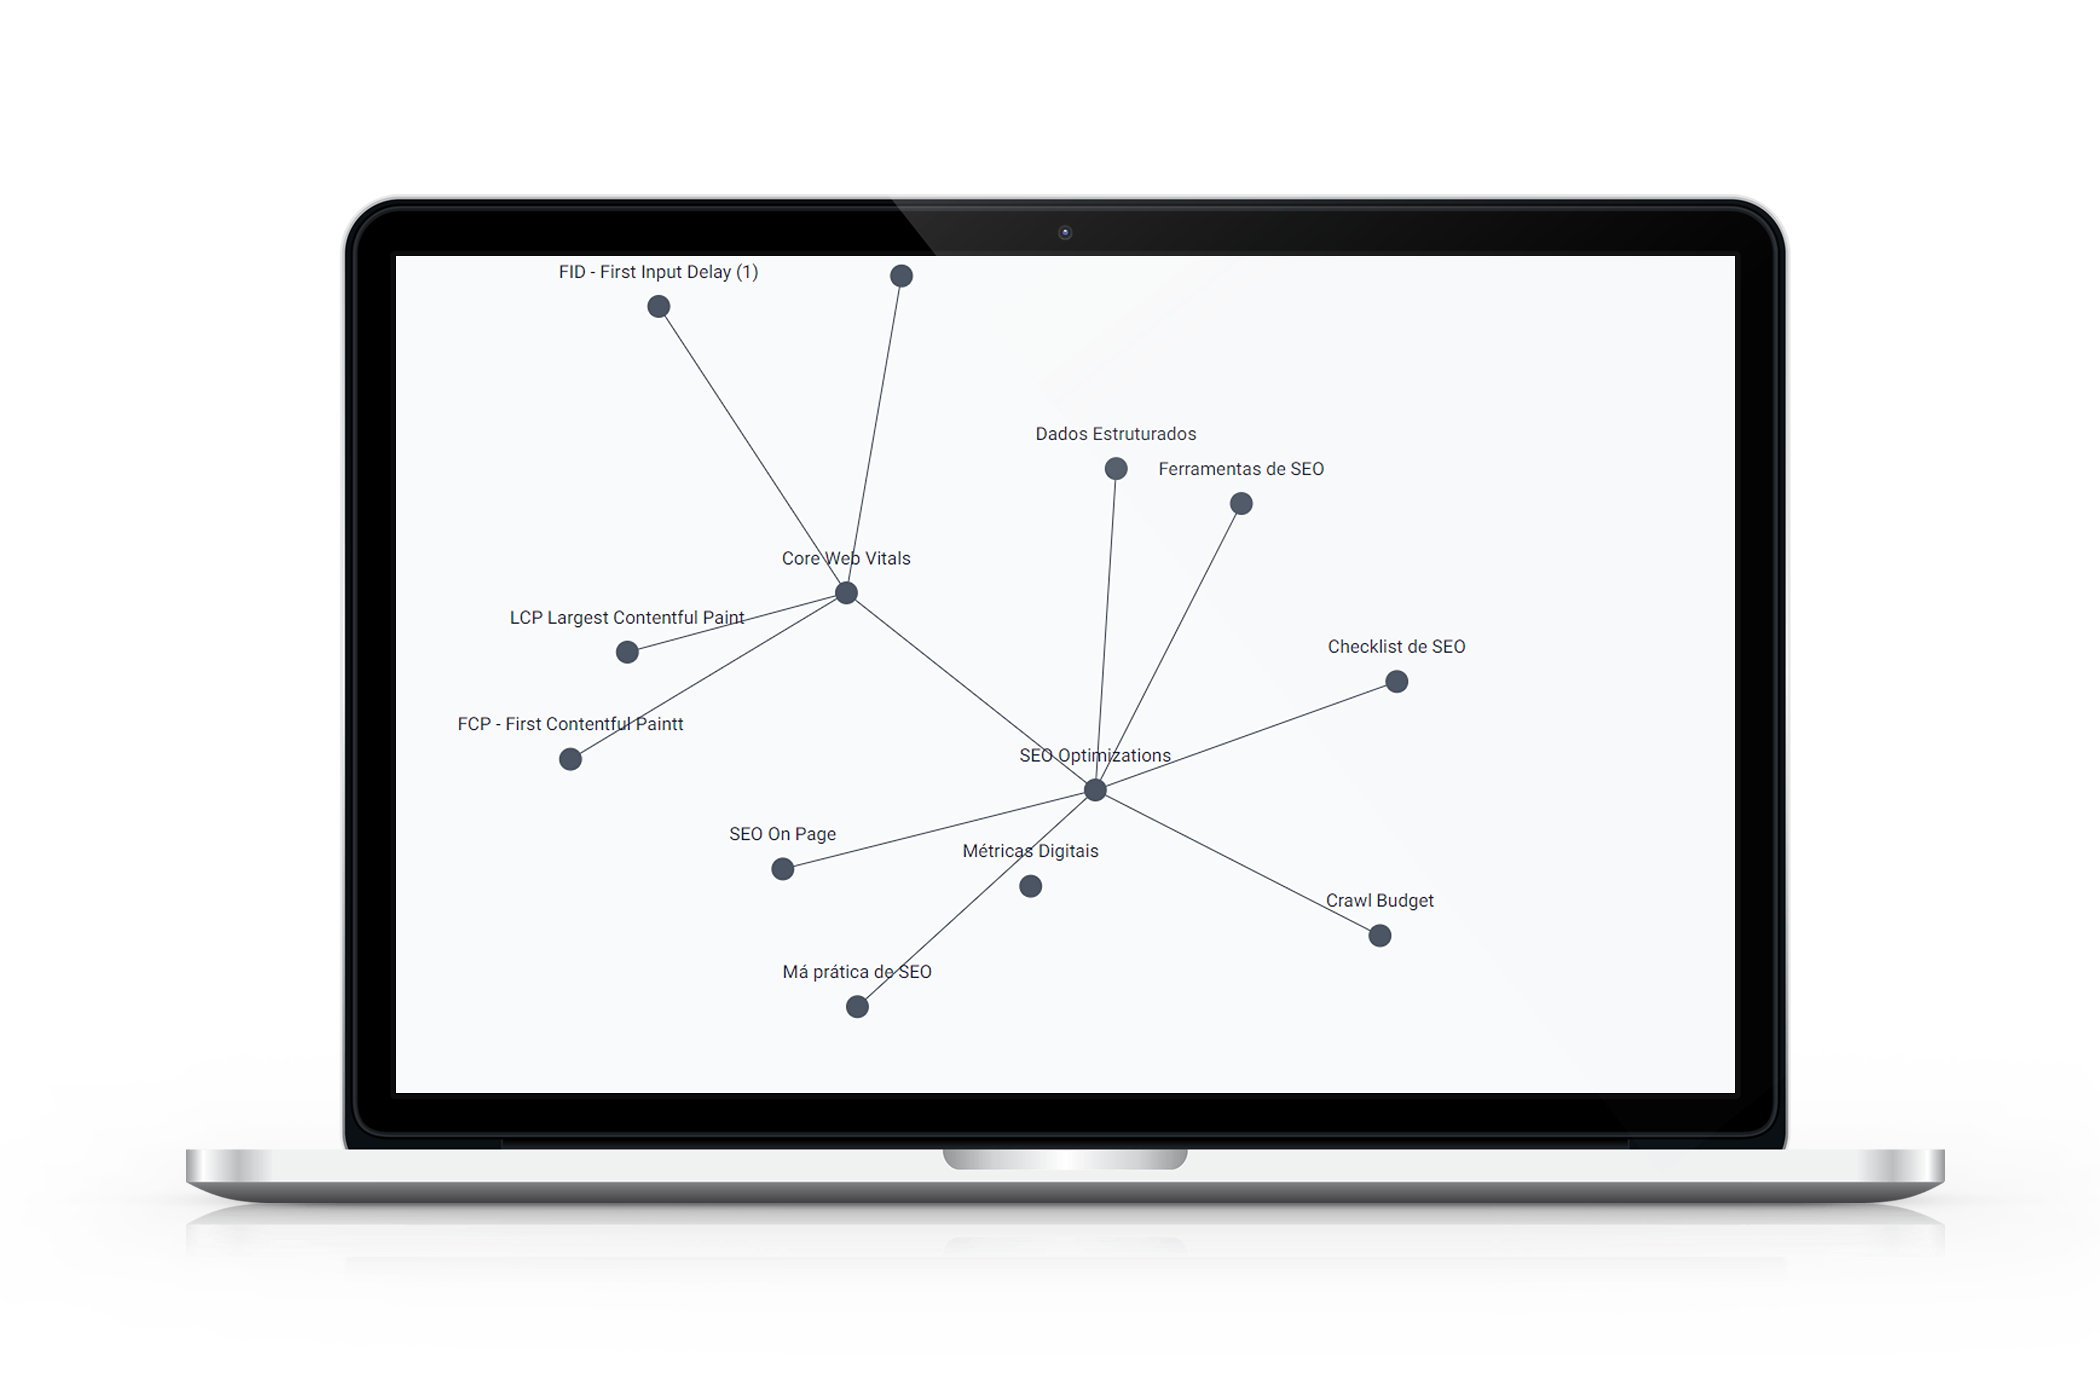 FID - First Input Delay (1)
Dados Estruturados
Ferramentas de SEO
Core Web Vitals
LCP Largest Contentful Paint
Checklist de SEO
FCP - First Contentful Paintt
SEO Optimizations
SEO On Page
Métricas Digitais
Crawl Budget
Má prática de SEO